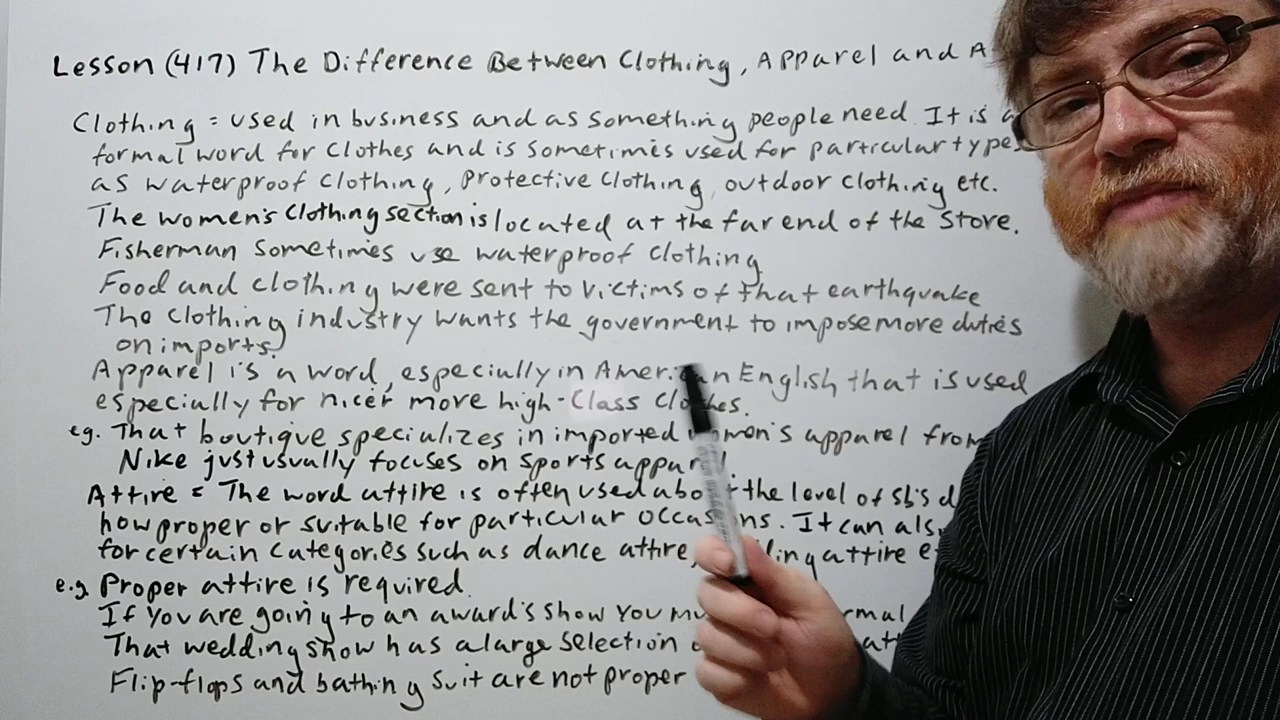 Lesson (417) The Difference Between Clothing, Apparel and A
Clothing = used in business and as something people need. It is a
formal word for clothes and is sometimes used for particular types
as waterproof clothing, protective clothing, outdoor clothing etc.
The women's clothing section is located at the far end of the store.
Fisherman sometimes use waterproof clothing
Food and clothing were sent to victims of that earthquake
The clothing industry wants the government to impose more duties
on imports.
Apparel is a word, especially in American English that is used
especially for nicer more high-class clothes.
eg. That boutique specializes in imported women's apparel from
Nike just usually focuses on sports apparel.
Attire = The word attire is often used about the level of sb's d
how proper or suitable for particular occasions. It can also
for certain categories such as dance attire, attire e
e.g. Proper attire is required.
If you are going to an award's show you mu rmal
That wedding show has a large selection att
Flip-flops and bathing suit are not proper